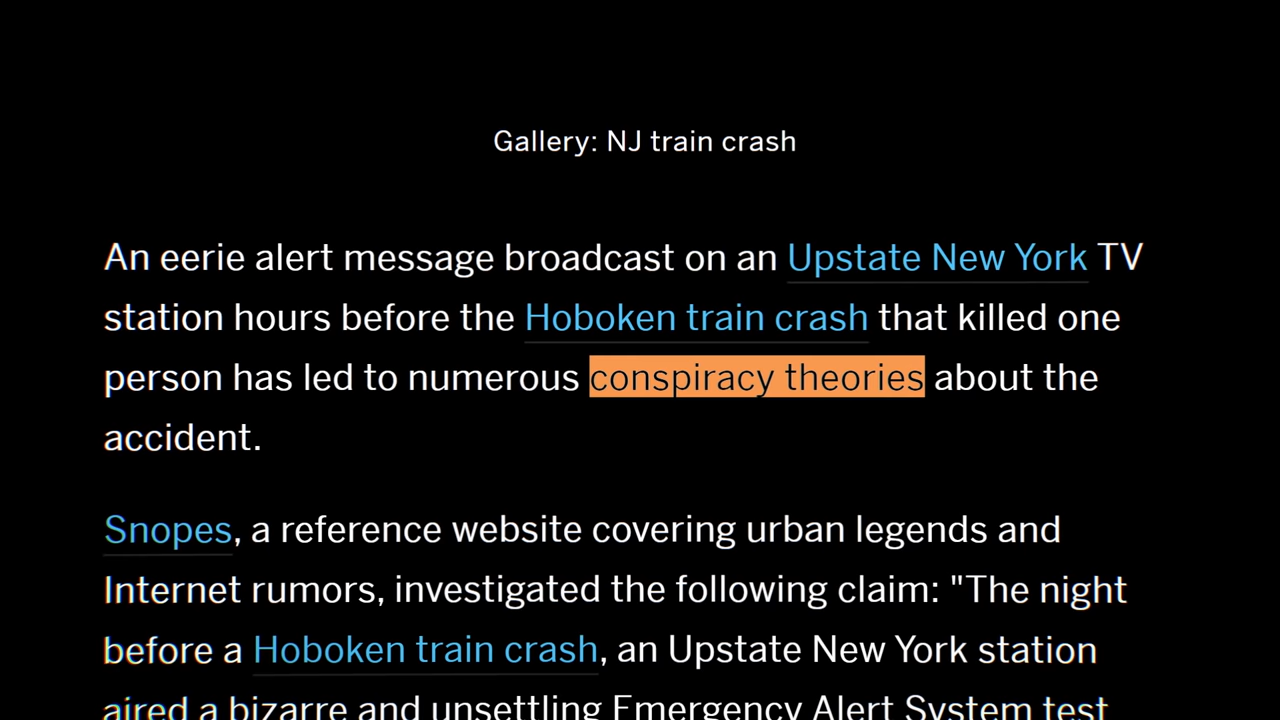 Gallery: NJ train crash
An eerie alert message broadcast on an Upstate New York TV
station hours before the Hoboken train crash that killed one
person has led to numerous conspiracy theories about the
accident.
Snopes, a reference website covering urban legends and
Internet rumors, investigated the following claim: "The night
before a Hoboken train crash, an Upstate New York station
aired a bizarre and unsettling Emergency Alert System test